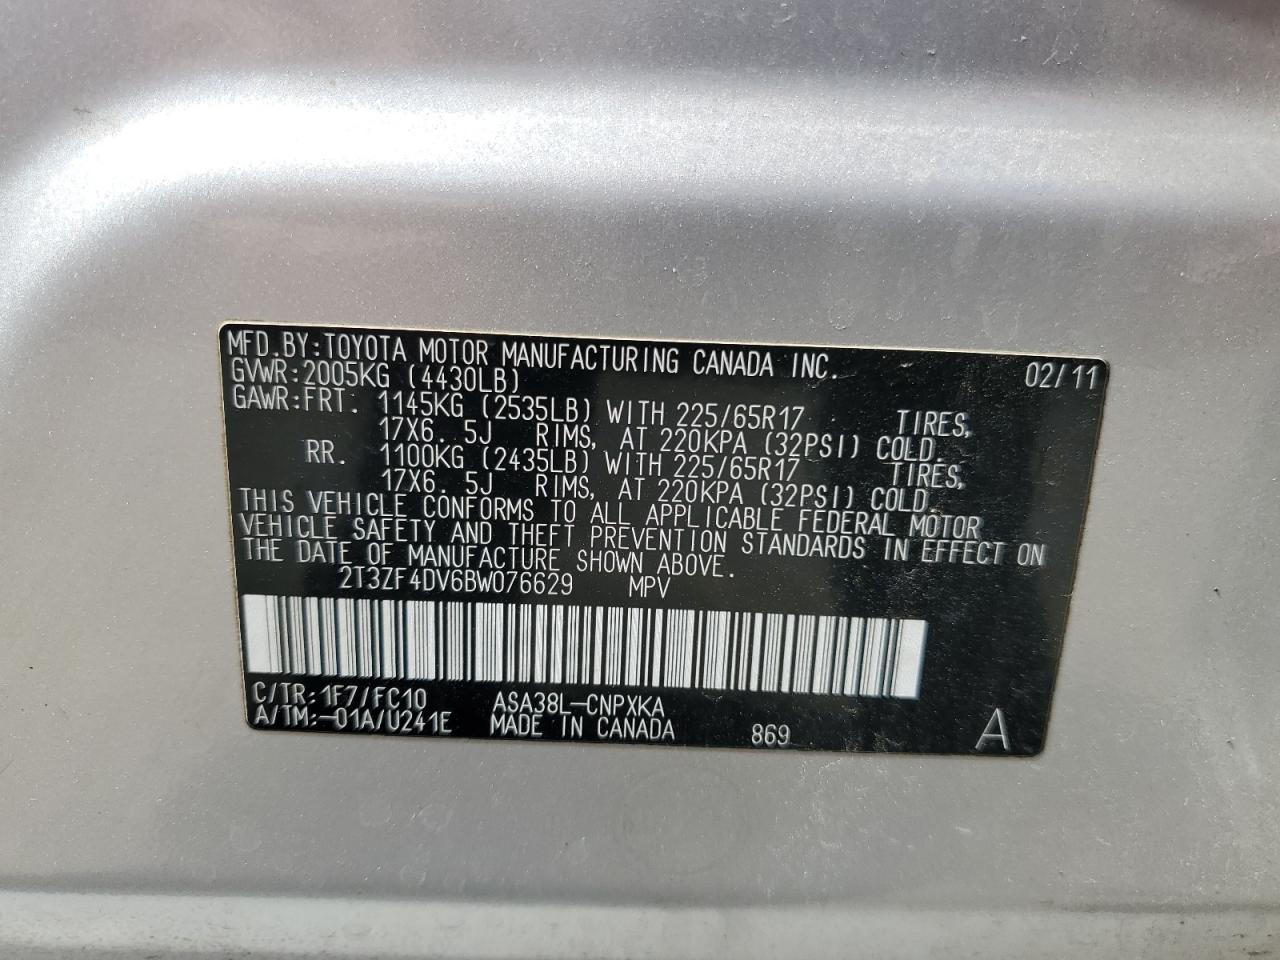 MFD.BY:TOYOTA MOTOR MANUFACTURING CANADA INC. 02/11
GVWR:2005KG (4430LB)
GAWR:FRT. 1145KG (2535LB) WITH 225/65R17 TIRES,
17X6. 5J RIMS, AT 220KPA (32PSI) COLD.
RR. 1100KG (2435LB) WITH 225/65R17 TIRES,
17X6. 5J RIMS, AT 220KPA (32PSI) COLD.
THIS VEHICLE CONFORMS TO ALL APPLICABLE FEDERAL MOTOR
VEHICLE SAFETY AND THEFT PREVENTION STANDARDS IN EFFECT ON
THE DATE OF MANUFACTURE SHOWN ABOVE.
2T3ZF4DV6BW076629 MPV
C/TR:1F7/FC10 ASA38L-CNPXKA
A/TM:-01A/U241E MADE IN CANADA 869 A